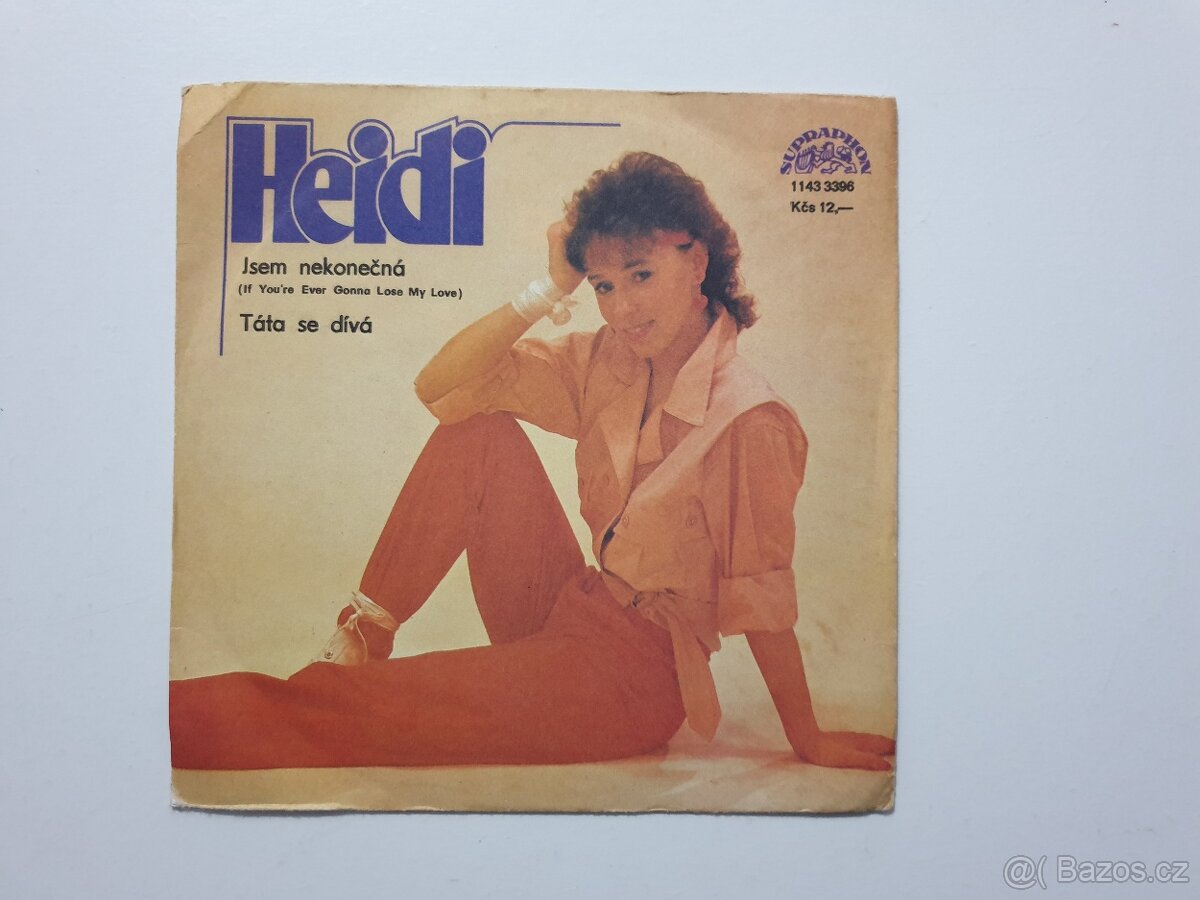 Heidi
Jsem nekonečná
(If You're Ever Gonna Lose My Love)
Táta se dívá
SUPRAPHON
1143 3396
Kčs 12,—
@( Bazos.cz